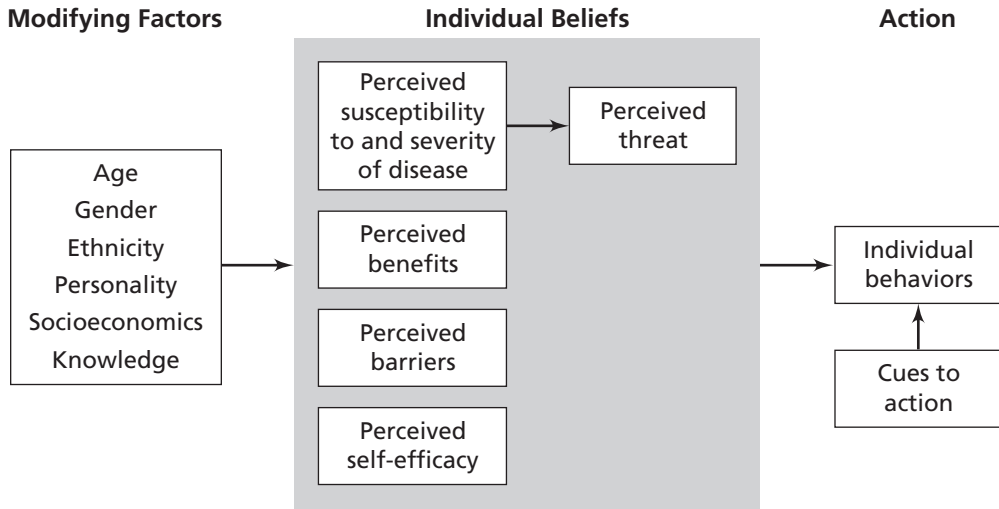 Modifying Factors
Individual Beliefs
Action
Age
Gender
Ethnicity
Personality
Socioeconomics
Knowledge
Perceived
susceptibility
to and severity
of disease
Perceived
threat
Perceived
benefits
Perceived
barriers
Perceived
self-efficacy
Individual
behaviors
Cues to
action